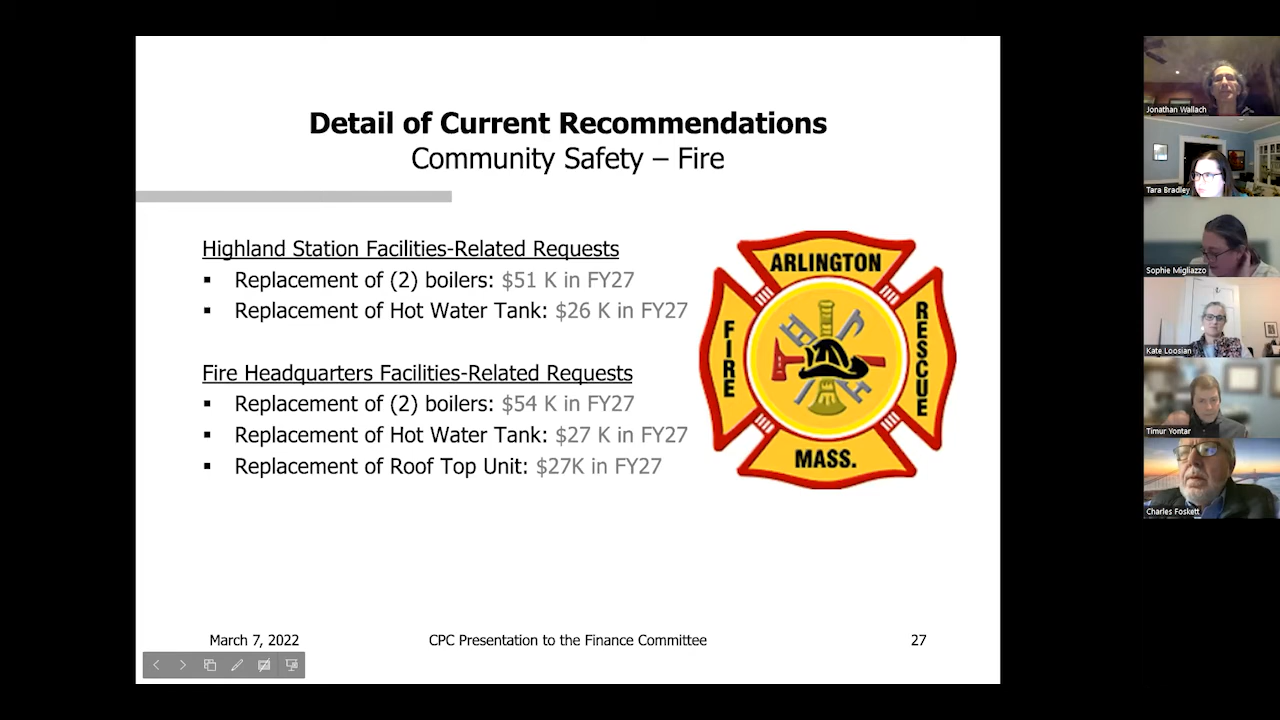 Detail of Current Recommendations
Community Safety – Fire
Highland Station Facilities-Related Requests
▪ Replacement of (2) boilers: $51 K in FY27
▪ Replacement of Hot Water Tank: $26 K in FY27
Fire Headquarters Facilities-Related Requests
▪ Replacement of (2) boilers: $54 K in FY27
▪ Replacement of Hot Water Tank: $27 K in FY27
▪ Replacement of Roof Top Unit: $27K in FY27
ARLINGTON
FIRE
RESCUE
MASS.
March 7, 2022
CPC Presentation to the Finance Committee
27
Jonathan Wallach
Tara Bradley
Sophie Migliazzo
Kate Loosian
Timur Yontar
Charles Foskett